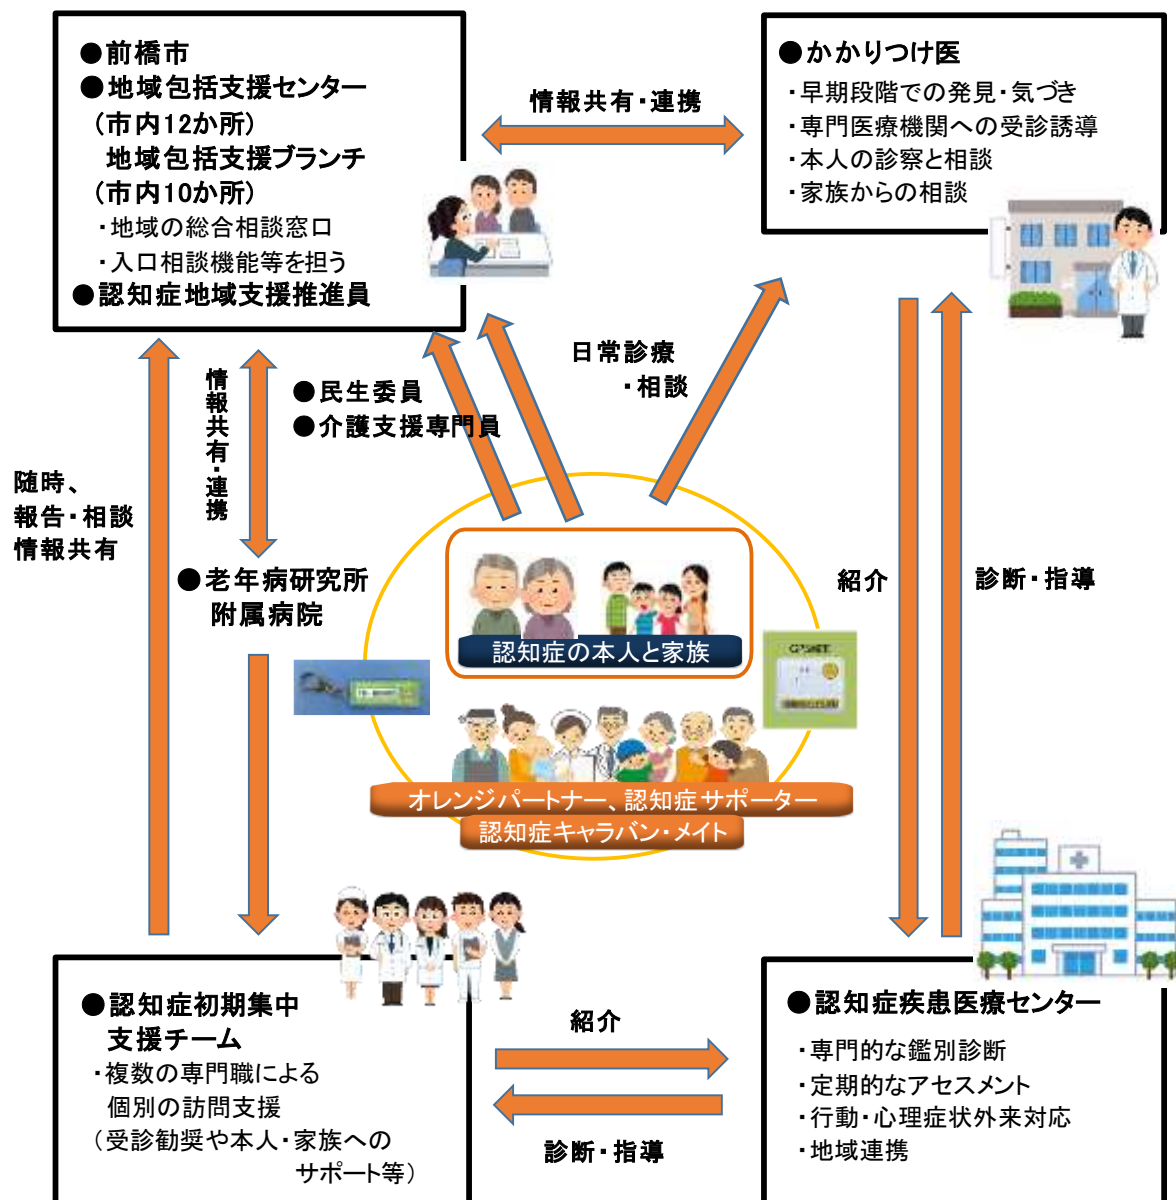 ●前橋市
●地域包括支援センター
(市内12か所)
地域包括支援ブランチ
(市内10か所)
・地域の総合相談窓口
・入口相談機能等を担う
●認知症地域支援推進員
情報共有・連携
●かかりつけ医
・早期段階での発見・気づき
・専門医療機関への受診誘導
・本人の診察と相談
・家族からの相談
日常診療
・相談
情報共有・連携
●民生委員
●介護支援専門員
随時、
報告・相談
情報共有
●老年病研究所
附属病院
紹介
診断・指導
認知症の本人と家族
オレンジパートナー、認知症サポーター
認知症キャラバン・メイト
●認知症初期集中
支援チーム
・複数の専門職による
個別の訪問支援
(受診勧奨や本人・家族への
サポート等)
紹介
診断・指導
●認知症疾患医療センター
・専門的な鑑別診断
・定期的なアセスメント
・行動・心理症状外来対応
・地域連携